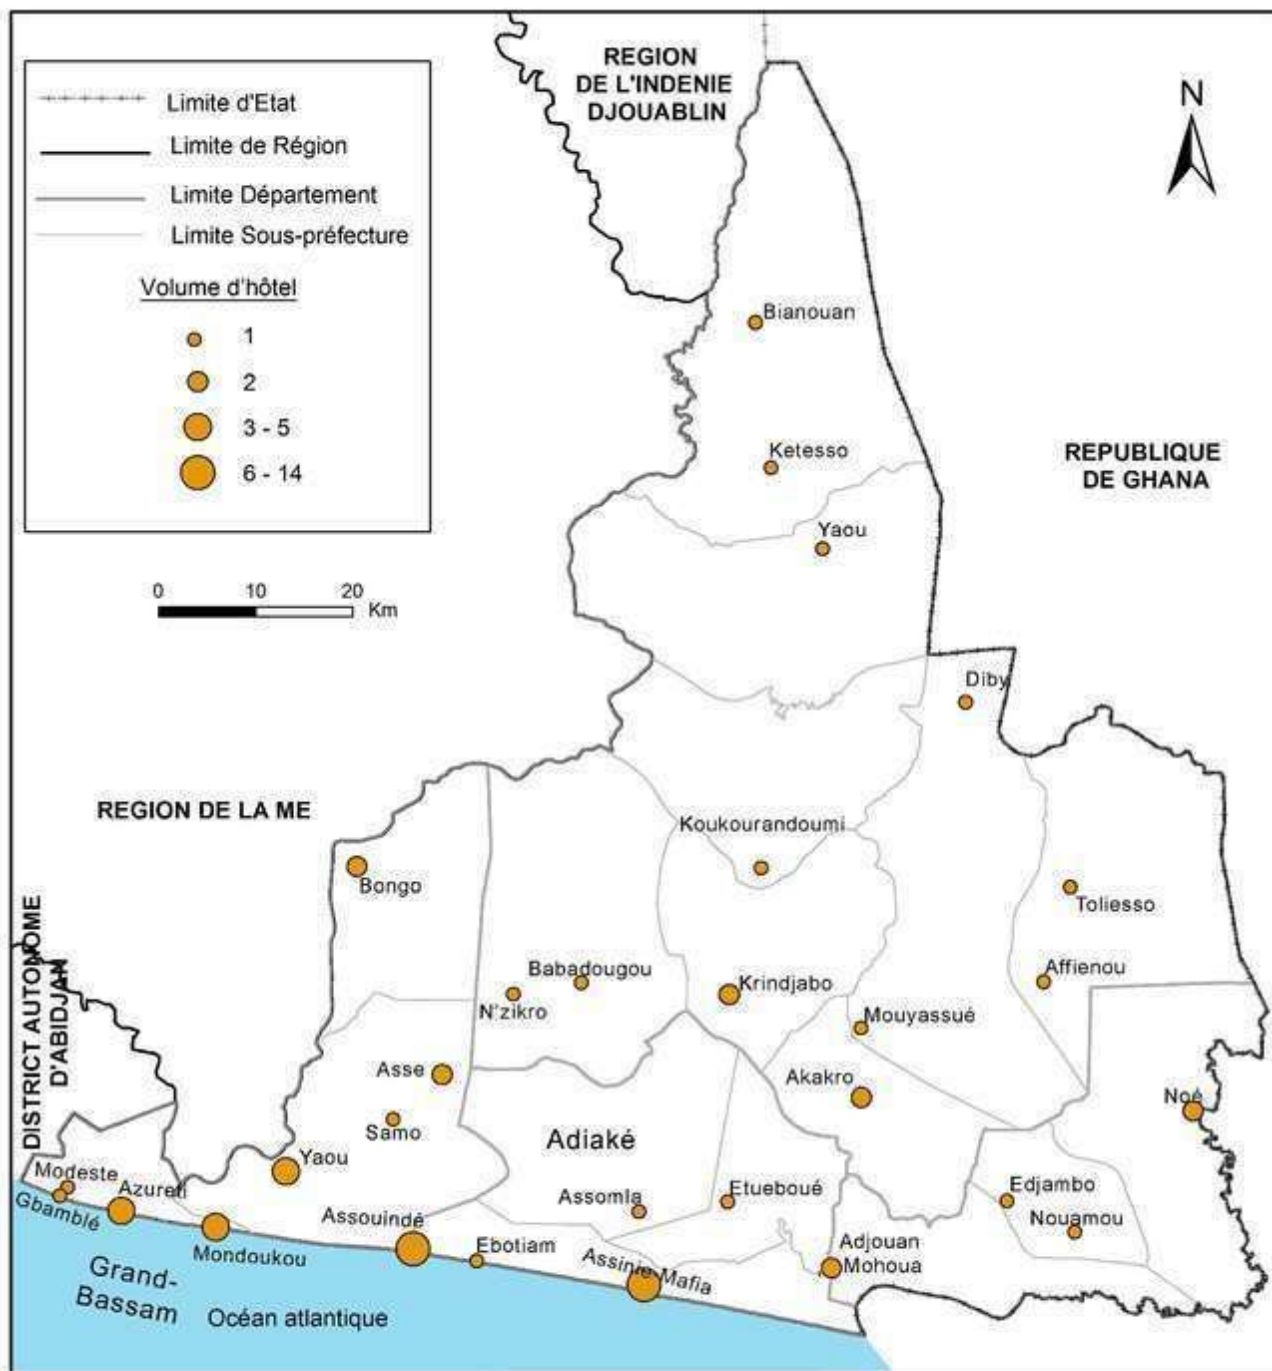 REGION
DE L'INDENIE
DJOUABLIN
N
Limite d'Etat
Limite de Région
Limite Département
Limite Sous-préfecture
Volume d'hôtel
1
2
3 - 5
6 - 14
0 10 20
Km
Bianouan
Ketesso
Yaou
REPUBLIQUE
DE GHANA
Diby
REGION DE LA ME
Koukourandoumi
Bongo
Toliesso
DISTRICT AUTONOME
D'ABIDJAN
Babadougou
N'zikro
Krindjabo
Affienou
Mouyassué
Asse
Akakro
Noé
Samo
Adiaké
Yaou
Modeste
Azureti
Gbamblé
Mondoukou
Assouindé
Ebotiam
Assomla
Etueboué
Edjambo
Nouamou
Adjouan
Mohoua
Assinie-Mafia
Grand-
Bassam
Océan atlantique